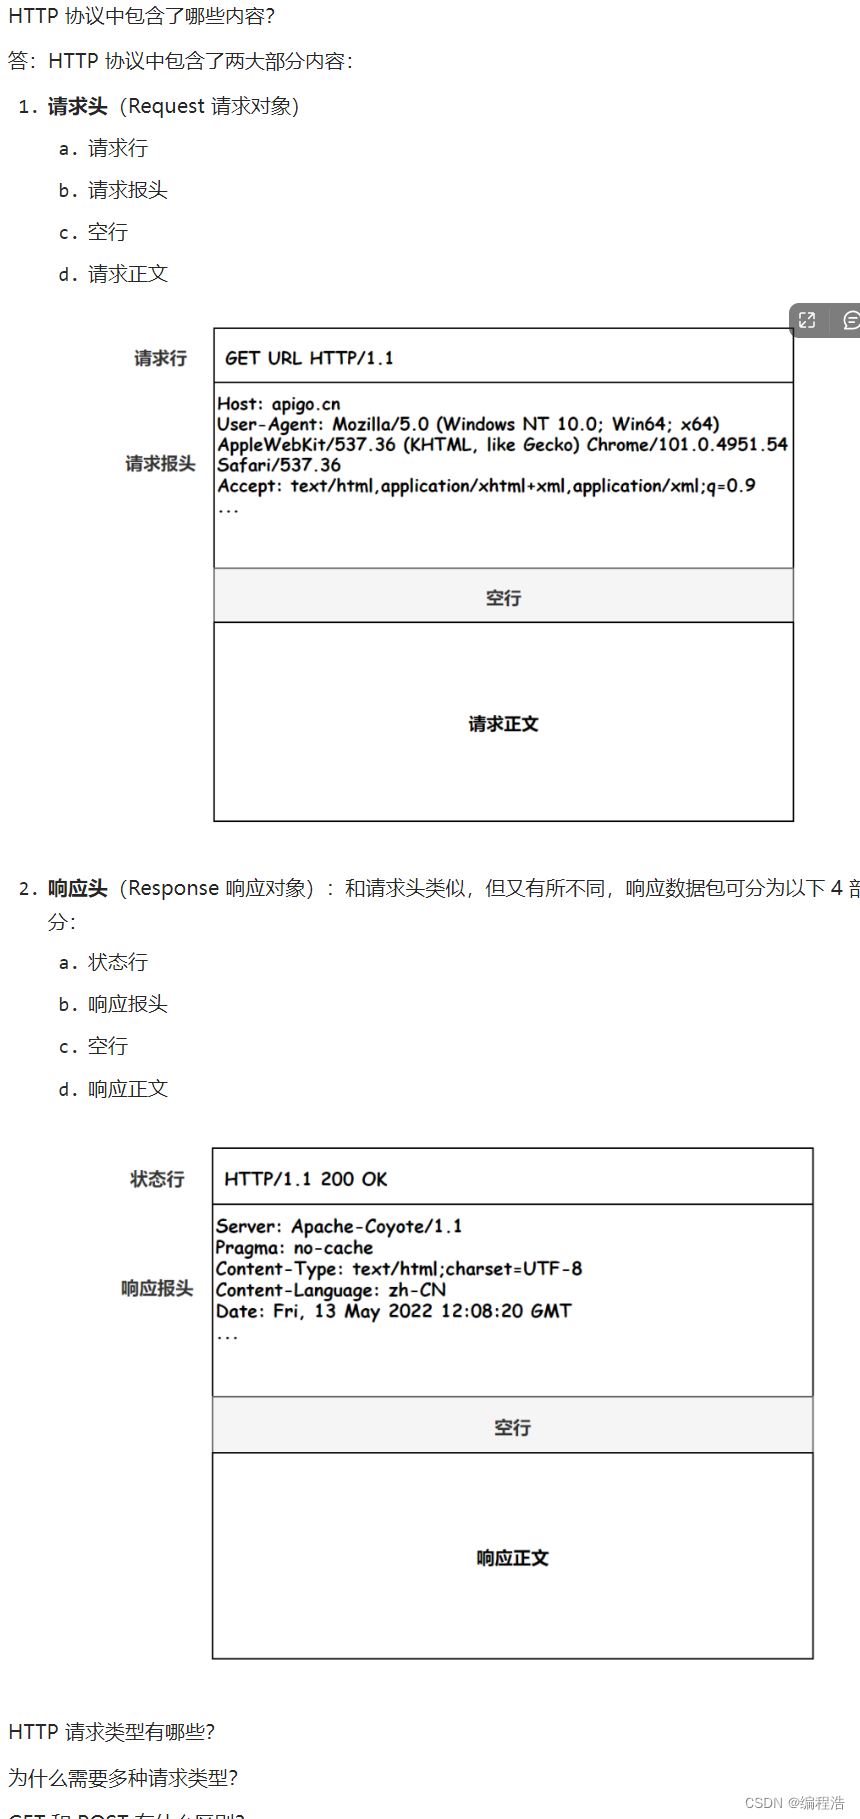 HTTP 协议中包含了哪些内容？
答：HTTP 协议中包含了两大部分内容：
1. 请求头（Request 请求对象）
a. 请求行
b. 请求报头
c. 空行
d. 请求正文
请求行
GET URL HTTP/1.1
请求报头
Host: apigo.cn
User-Agent: Mozilla/5.0 (Windows NT 10.0; Win64; x64)
AppleWebKit/537.36 (KHTML, like Gecko) Chrome/101.0.4951.54
Safari/537.36
Accept: text/html,application/xhtml+xml,application/xml;q=0.9
...
空行
请求正文
2. 响应头（Response 响应对象）：和请求头类似，但又有所不同，响应数据包可分为以下 4 部
分：
a. 状态行
b. 响应报头
c. 空行
d. 响应正文
状态行
HTTP/1.1 200 OK
响应报头
Server: Apache-Coyote/1.1
Pragma: no-cache
Content-Type: text/html;charset=UTF-8
Content-Language: zh-CN
Date: Fri, 13 May 2022 12:08:20 GMT
...
空行
响应正文
HTTP 请求类型有哪些？
为什么需要多种请求类型？
GET 和 POST 有什么区别？
CSDN @编程浩